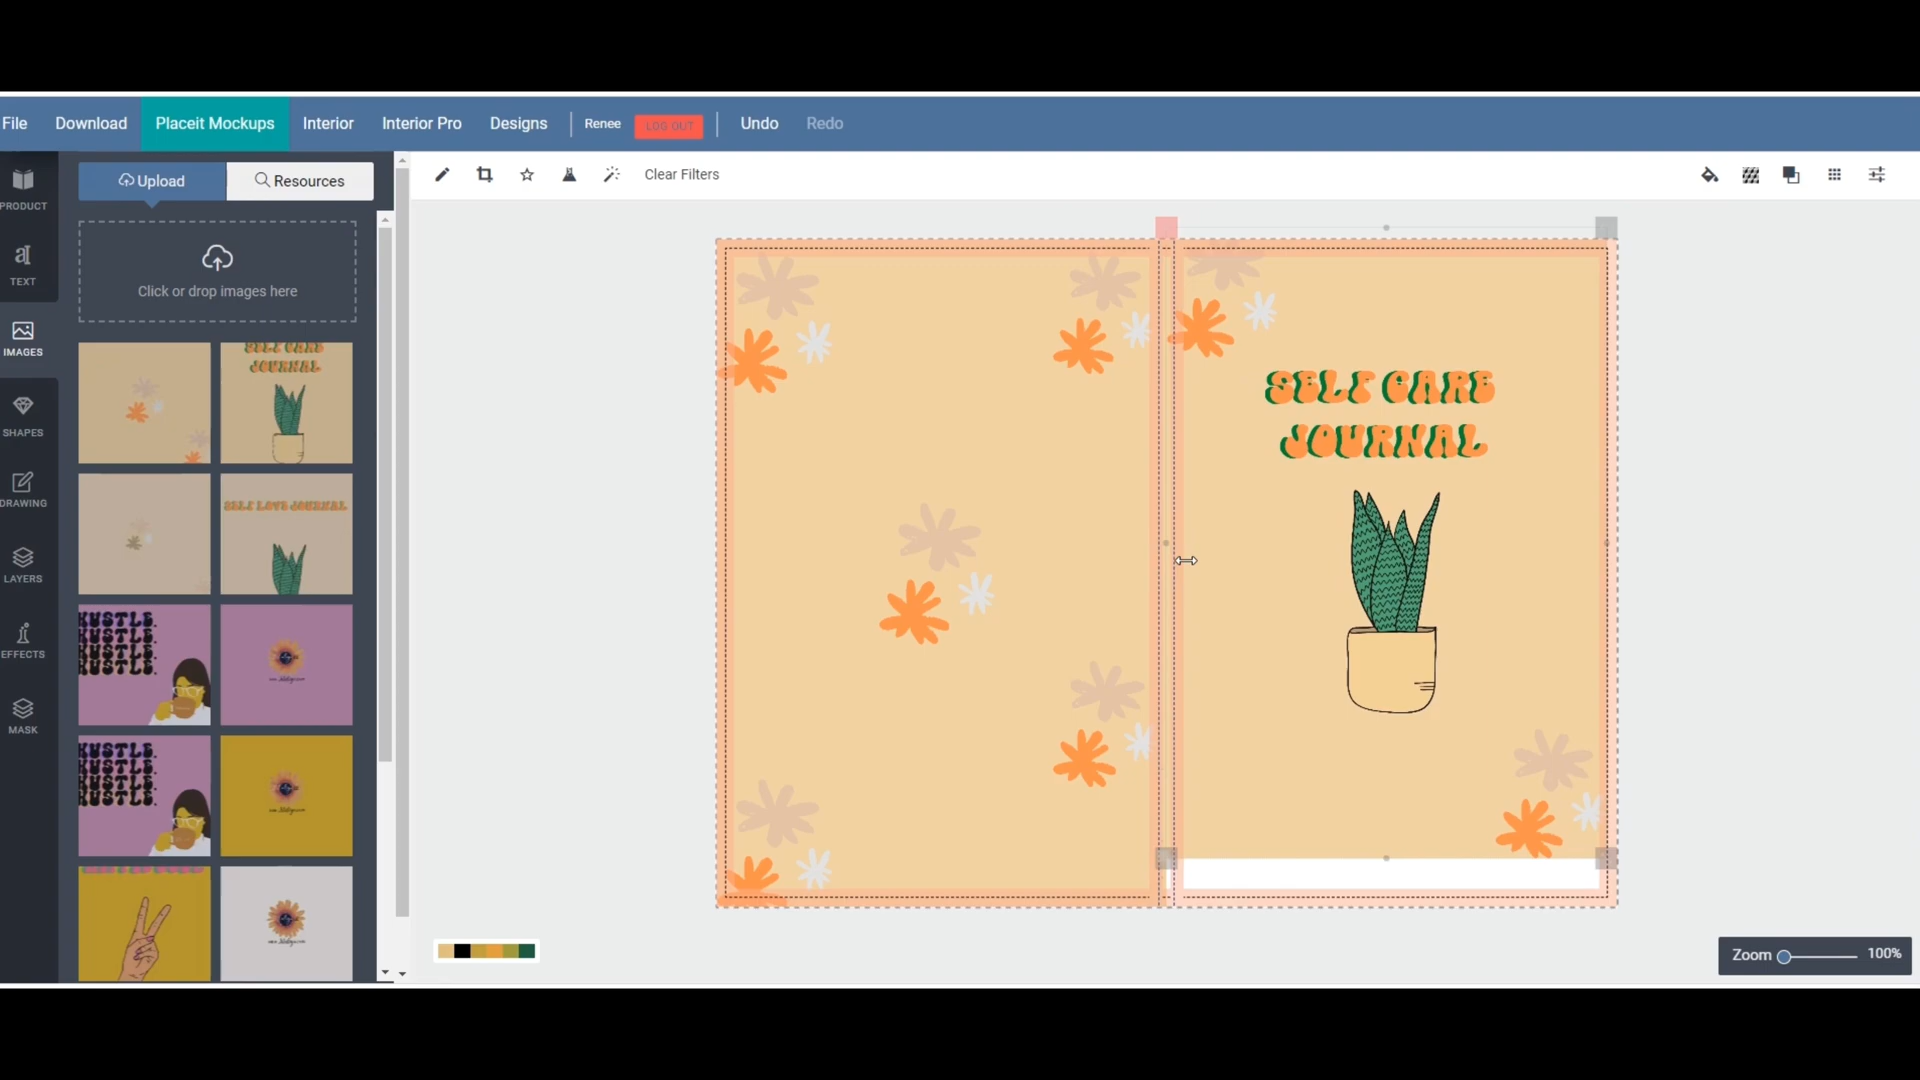 File Download Placeit Mockups Interior Interior Pro Designs Renee LOG OUT Undo Redo
Upload
Resources
Clear Filters
PRODUCT
TEXT
IMAGES
SHAPES
DRAWING
LAYERS
EFFECTS
MASK
Click or drop images here
SELF CARE
JOURNAL
SELF LOVE JOURNAL
HUSTLE.
HUSTLE.
HUSTLE.
HUSTLE.
HUSTLE.
HUSTLE.
HUSTLE.
HUSTLE.
SELF CARE
JOURNAL
Zoom 100%